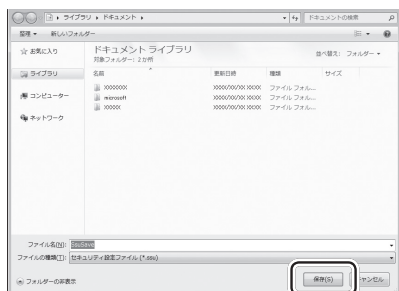 ▸ ライブラリ ▸ ドキュメント ▸
ドキュメントの検索
整理 ▾ 新しいフォルダー
お気に入り
ドキュメント ライブラリ
対象フォルダー: 2 か所
並べ替え: フォルダー ▾
ライブラリ
名前 更新日時 種類 サイズ
XXXXXXX XXXX/XX/XX XX:XX ファイル フォル...
コンピューター
microsoft XXXX/XX/XX XX:XX ファイル フォル...
XXXXX XXXX/XX/XX XX:XX ファイル フォル...
ネットワーク
ファイル名(N): SsuSave
ファイルの種類(T): セキュリティ設定ファイル (*.ssu)
フォルダーの非表示
保存(S)
キャンセル